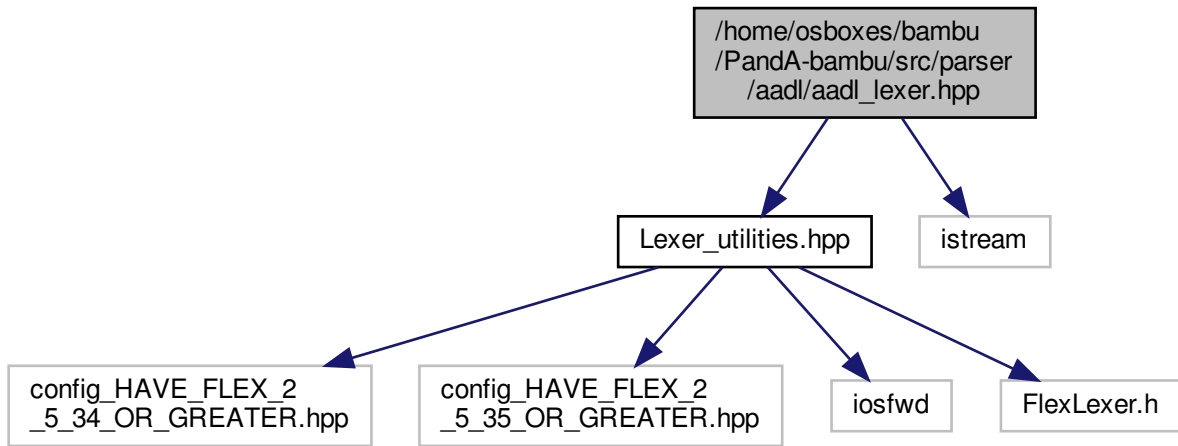 /home/osboxes/bambu
/PandA-bambu/src/parser
/aadl/aadl_lexer.hpp
Lexer_utilities.hpp
istream
config_HAVE_FLEX_2
_5_34_OR_GREATER.hpp
config_HAVE_FLEX_2
_5_35_OR_GREATER.hpp
iosfwd
FlexLexer.h